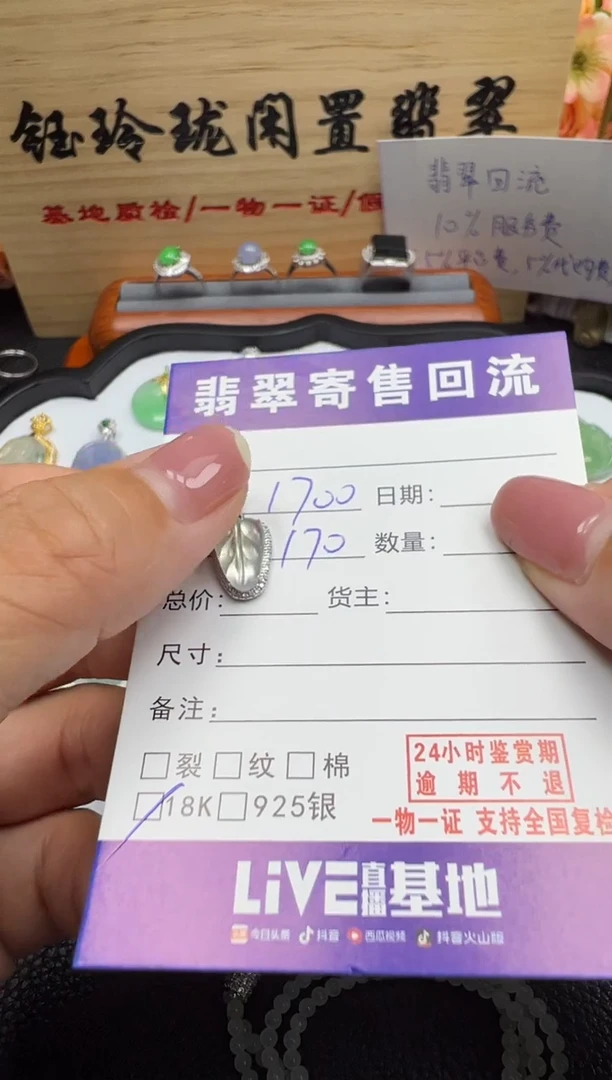 钰玲珑闲置翡翠
基地质检/一物一证/假
翡翠回流
10%服务费
翡翠寄售回流
1700 日期:
170 数量:
总价: 货主:
尺寸:
备注:
裂 纹 棉
18K 925银
24小时鉴赏期
逾期不退
一物一证 支持全国复检
LiVE直播基地
今日头条 抖音 西瓜视频 抖音火山版